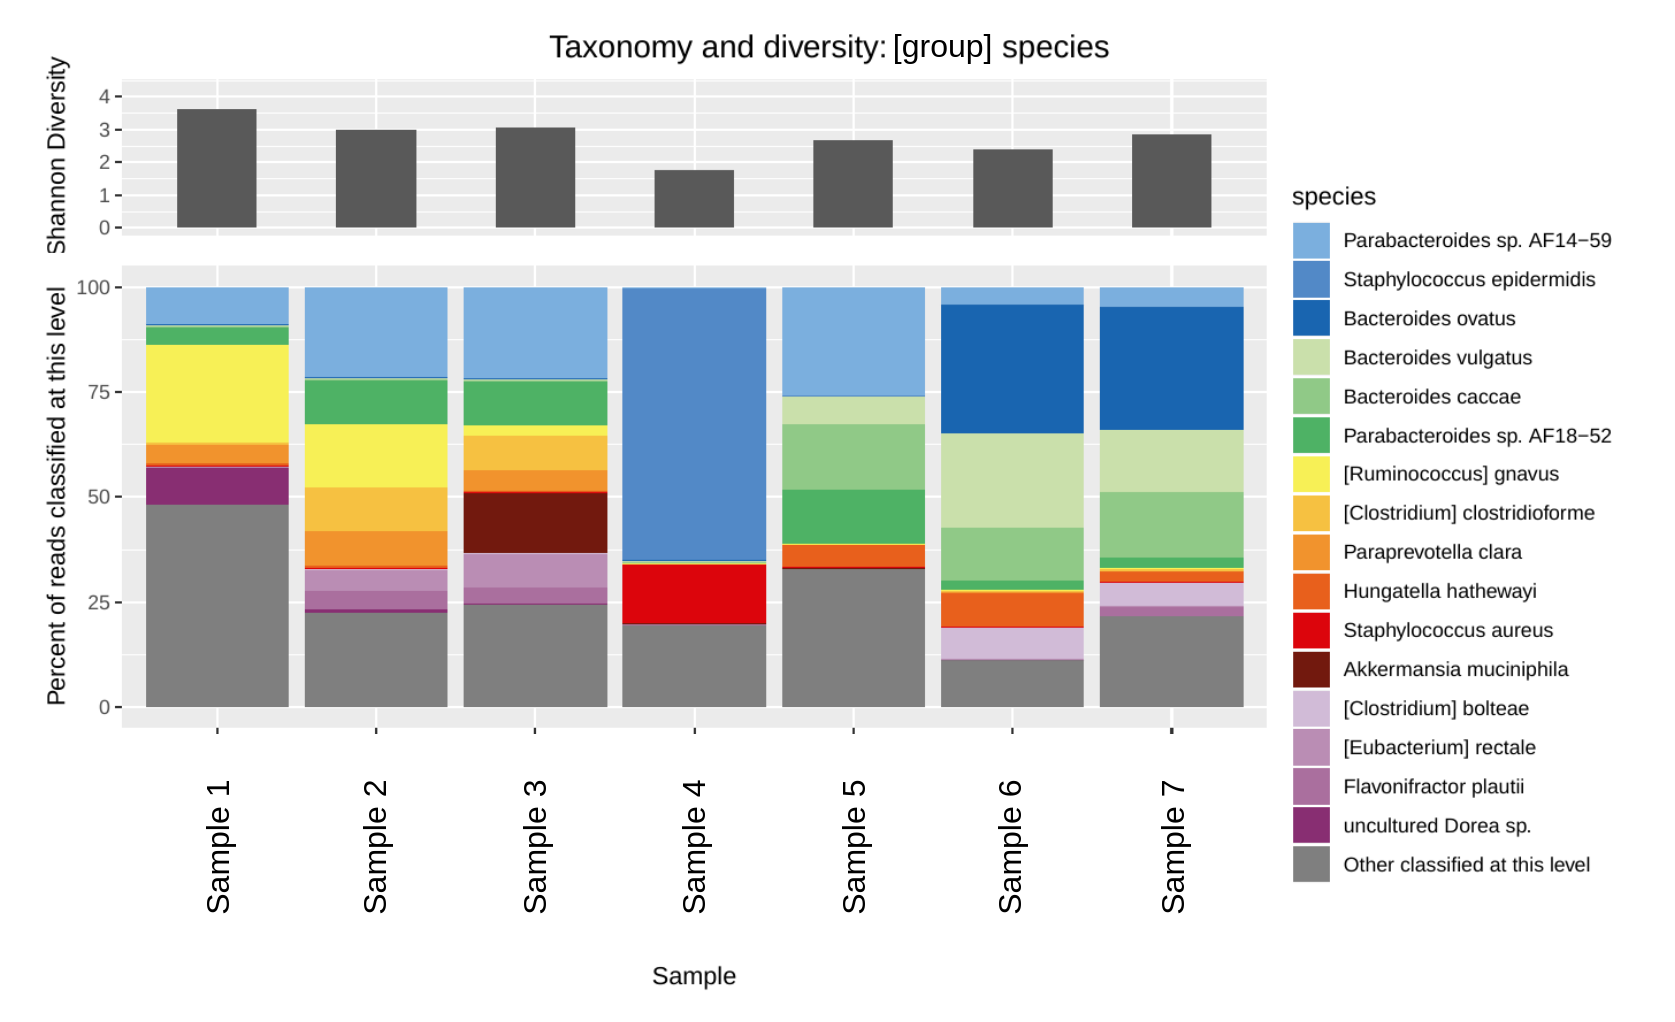 Taxonomy and diversity: [group] species
Shannon Diversity
4
3
2
1
0
Percent of reads classified at this level
100
75
50
25
0
Sample 1
Sample 2
Sample 3
Sample 4
Sample 5
Sample 6
Sample 7
Sample
species
Parabacteroides sp. AF14−59
Staphylococcus epidermidis
Bacteroides ovatus
Bacteroides vulgatus
Bacteroides caccae
Parabacteroides sp. AF18−52
[Ruminococcus] gnavus
[Clostridium] clostridioforme
Paraprevotella clara
Hungatella hathewayi
Staphylococcus aureus
Akkermansia muciniphila
[Clostridium] bolteae
[Eubacterium] rectale
Flavonifractor plautii
uncultured Dorea sp.
Other classified at this level